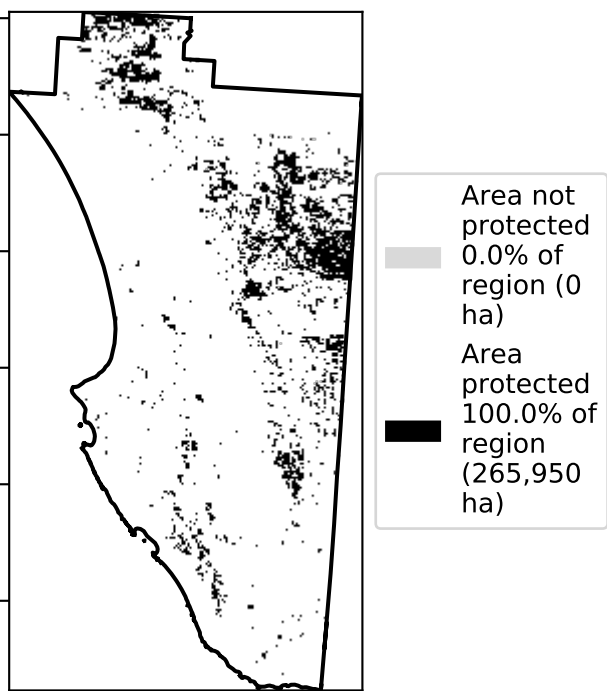 Area not
protected
0.0% of
region (0
ha)
Area
protected
100.0% of
region
(265,950
ha)